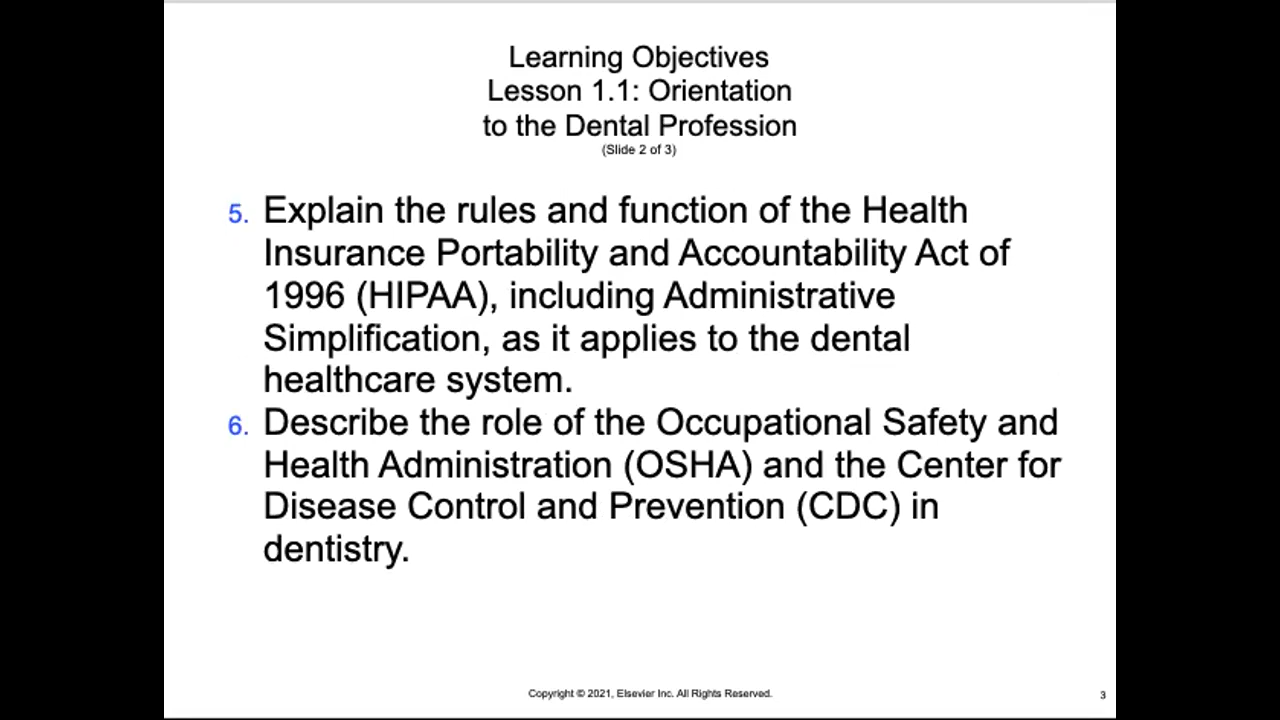 Learning Objectives
Lesson 1.1: Orientation
to the Dental Profession
(Slide 2 of 3)
5. Explain the rules and function of the Health
Insurance Portability and Accountability Act of
1996 (HIPAA), including Administrative
Simplification, as it applies to the dental
healthcare system.
6. Describe the role of the Occupational Safety and
Health Administration (OSHA) and the Center for
Disease Control and Prevention (CDC) in
dentistry.
Copyright © 2021, Elsevier Inc. All Rights Reserved.
3